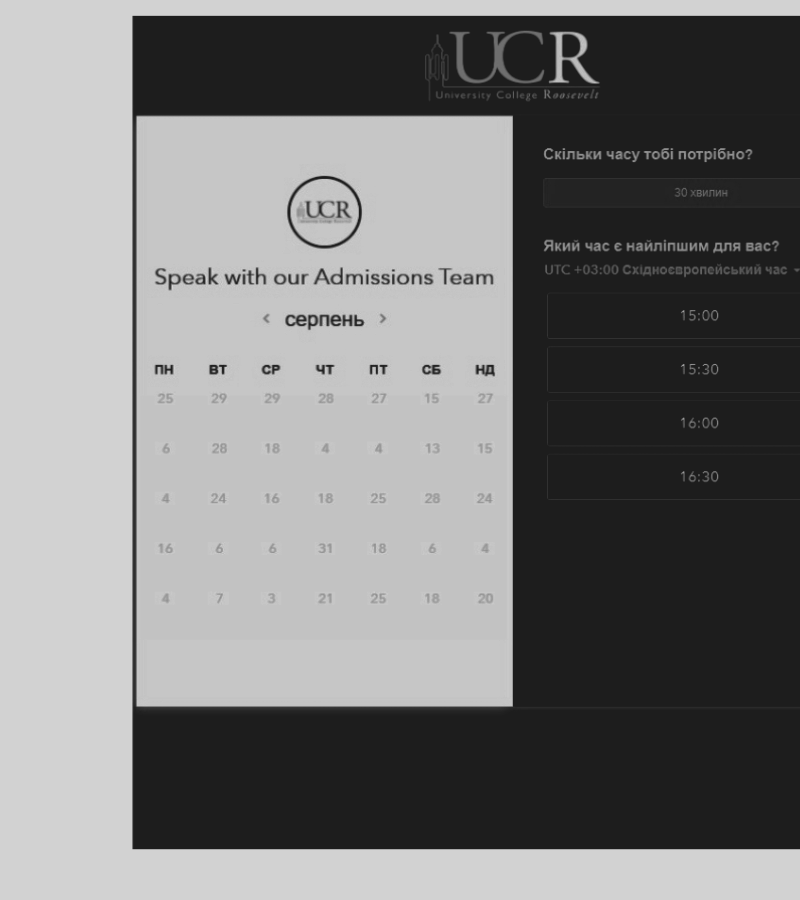 UCR
University College Roosevelt
UCR
Speak with our Admissions Team
серпень
ПН ВТ СР ЧТ ПТ СБ НД
25 29 29 28 27 15 27
6 28 18 4 4 13 15
4 24 16 18 25 28 24
16 6 6 31 18 6 4
4 7 3 21 25 18 20
Скільки часу тобі потрібно?
30 хвилин
Який час є найліпшим для вас?
UTC +03:00 Східноєвропейський час
15:00
15:30
16:00
16:30